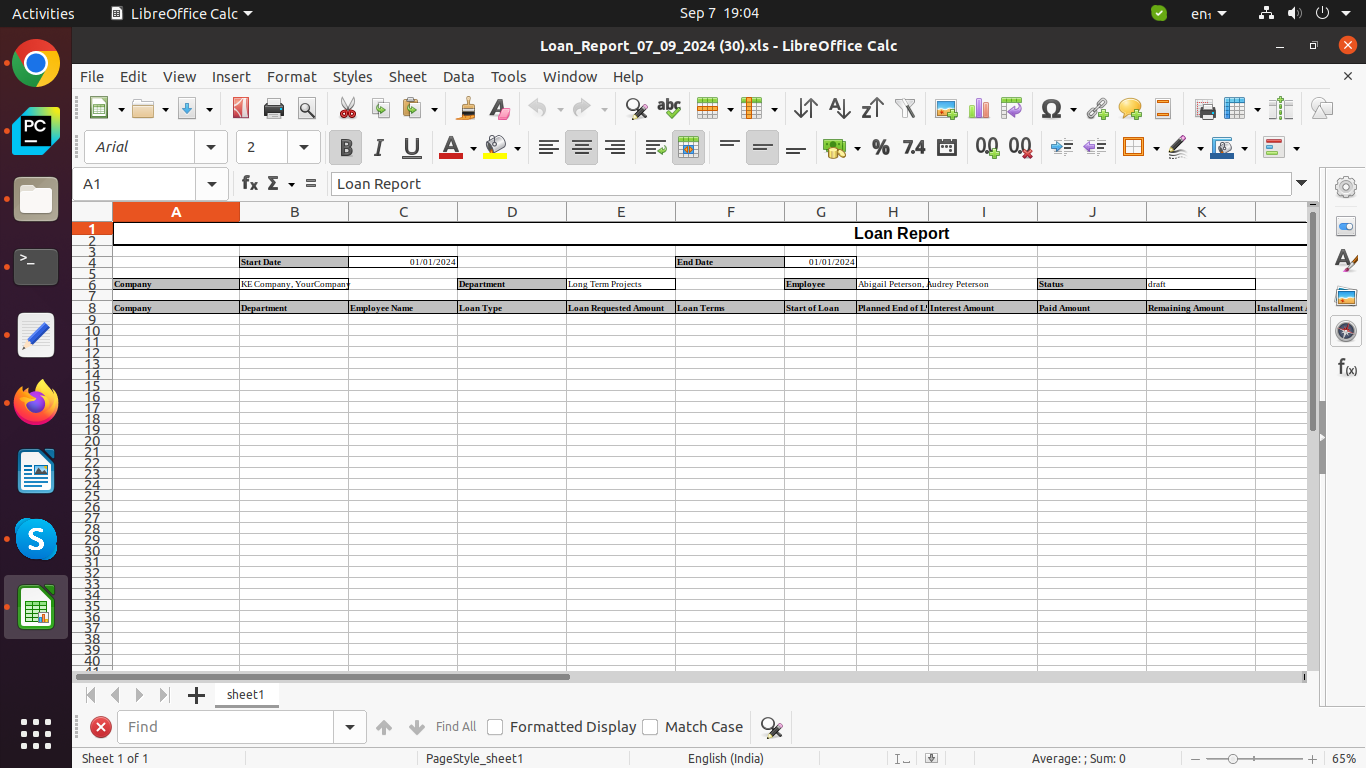 Activities LibreOffice Calc Sep 7 19:04 en₁
Loan_Report_07_09_2024 (30).xls - LibreOffice Calc
File Edit View Insert Format Styles Sheet Data Tools Window Help
Arial 2
A1 Loan Report
A B C D E F G H I J K
1 Loan Report
2
3
4 Start Date 01/01/2024 End Date 01/01/2024
5
6 Company KE Company, YourCompany Department Long Term Projects Employee Abigail Peterson, Audrey Peterson Status draft
7
8 Company Department Employee Name Loan Type Loan Requested Amount Loan Terms Start of Loan Planned End of L Interest Amount Paid Amount Remaining Amount Installment
9
10
11
12
13
14
15
16
17
18
19
20
21
22
23
24
25
26
27
28
29
30
31
32
33
34
35
36
37
38
39
40
41
sheet1
Find Find All Formatted Display Match Case
Sheet 1 of 1 PageStyle_sheet1 English (India) Average: ; Sum: 0 65%